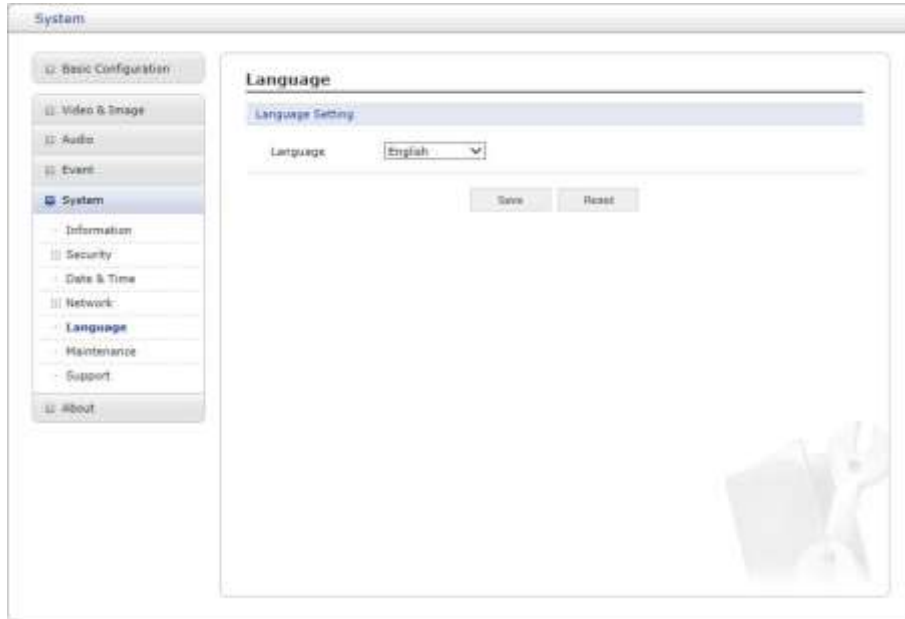 System
Basic Configuration
Video & Image
Audio
Event
System
Information
Security
Date & Time
Network
Language
Maintenance
Support
About
Language
Language Setting
Language English
Save Reset